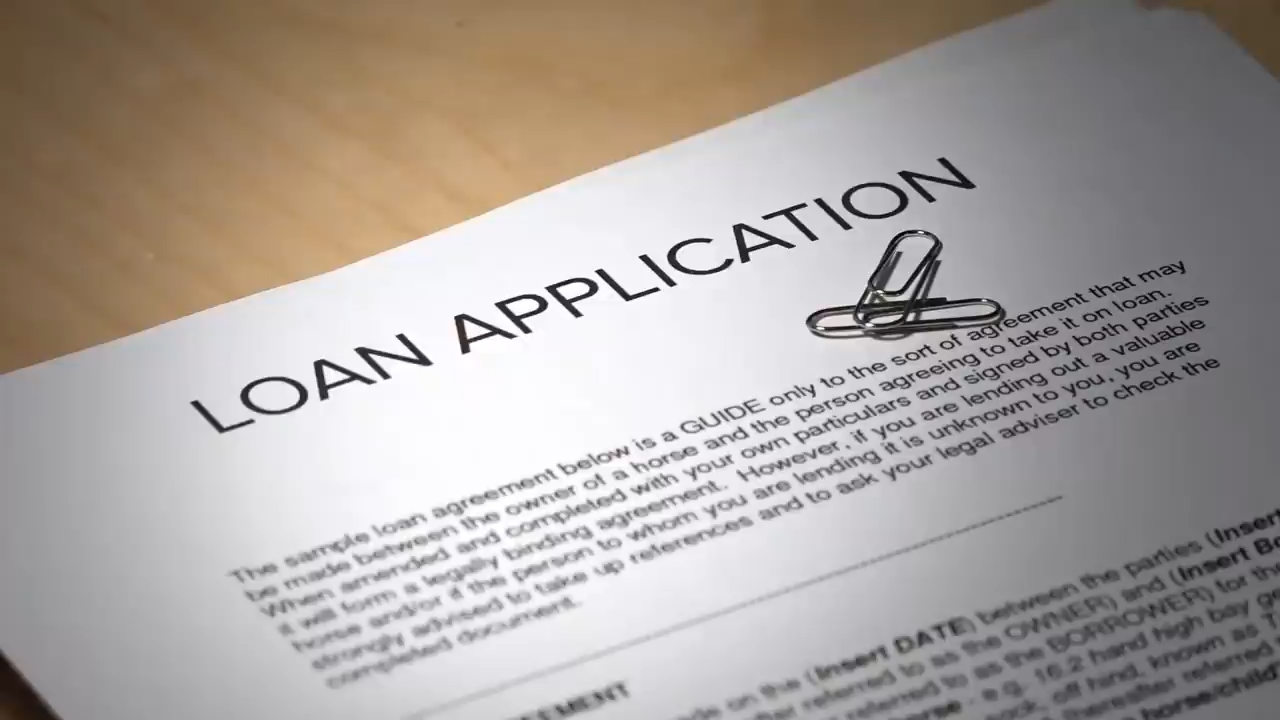 LOAN APPLICATION
The sample loan agreement below is a GUIDE only to the sort of agreement that may
be made between the owner of a horse and the person agreeing to take it on loan.
When amended and completed with your own particulars and signed by both parties
it will form a legally binding agreement. However, if you are lending out a valuable
horse and/or if the person to whom you are lending it is unknown to you, you are
strongly advised to take up references and to ask your legal adviser to check the
completed document.
on the (Insert DATE) between the parties (Insert
referred to as the OWNER) and (Insert
referred to as the BORROWER) for the
- e.g. 16.2 hand high bay
off hind, known as
referred
horse/child